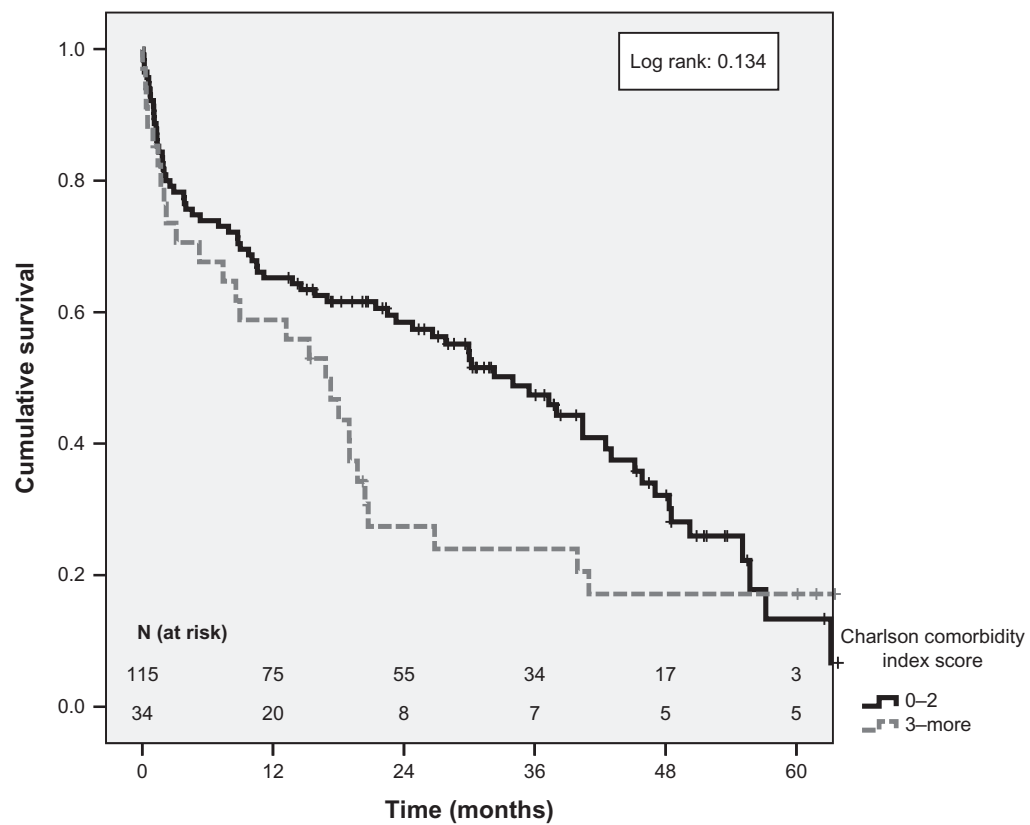 Log rank: 0.134
1.0
0.8
0.6
0.4
0.2
0.0
Cumulative survival
N (at risk)
115 75 55 34 17 3
34 20 8 7 5 5
0 12 24 36 48 60
Time (months)
Charlson comorbidity
index score
0–2
3–more